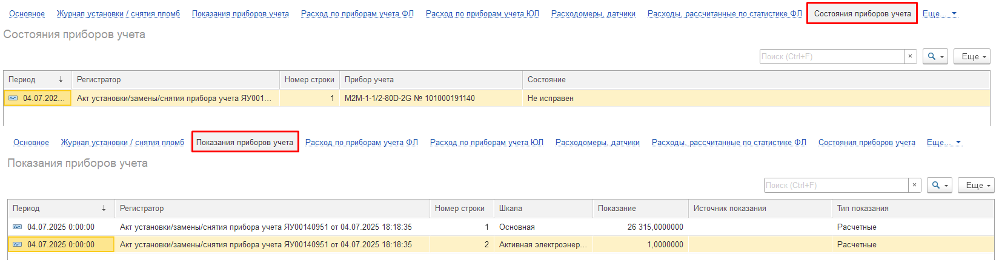 Основное Журнал установки / снятия пломб Показания приборов учета Расход по приборам учета ФЛ Расход по приборам учета ЮЛ Расходомеры, датчики Расходы, рассчитанные по статистике ФЛ Состояния приборов учета Еще...
Состояния приборов учета
Поиск (Ctrl+F) × Еще
Период ↓ Регистратор Номер строки Прибор учета Состояние
04.07.202... Акт установки/замены/снятия прибора учета ЯУ001... 1 М2М-1-1/2-80D-2G № 101000191140 Не исправен
Основное Журнал установки / снятия пломб Показания приборов учета Расход по приборам учета ФЛ Расход по приборам учета ЮЛ Расходомеры, датчики Расходы, рассчитанные по статистике ФЛ Состояния приборов учета Еще...
Показания приборов учета
Поиск (Ctrl+F) × Еще
Период ↓ Регистратор Номер строки Шкала Показание Источник показания Тип показания
04.07.2025 0:00:00 Акт установки/замены/снятия прибора учета ЯУ00140951 от 04.07.2025 18:18:35 1 Основная 26 315,0000000 Расчетные
04.07.2025 0:00:00 Акт установки/замены/снятия прибора учета ЯУ00140951 от 04.07.2025 18:18:35 2 Активная электроэнер... 1,0000000 Расчетные